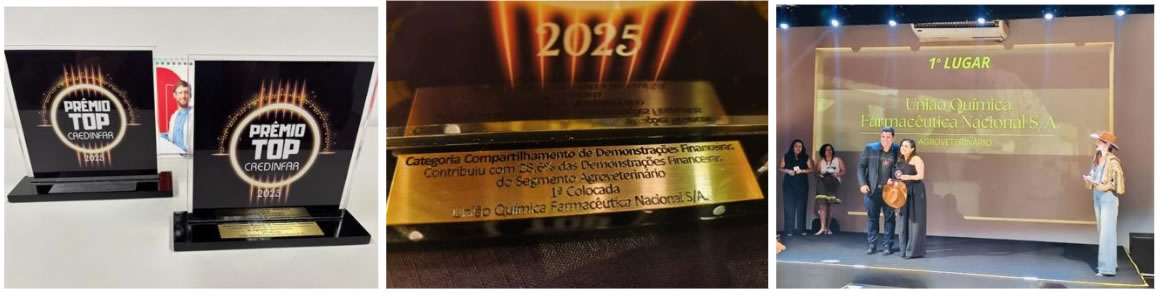 PRÊMIO
TOP
CREDINFAR
2025
PRÊMIO
TOP
CREDINFAR
2025
2025
Categoria Compartilhamento de Demonstrações Financeiras.
Contribuiu com 28,6% das Demonstrações Financeiras
do Segmento Agroveterinário
1ª Colocada
União Química Farmacêutica Nacional S/A.
1º LUGAR
União Química
Farmacêutica Nacional S/A.
AGROVETERINÁRIO